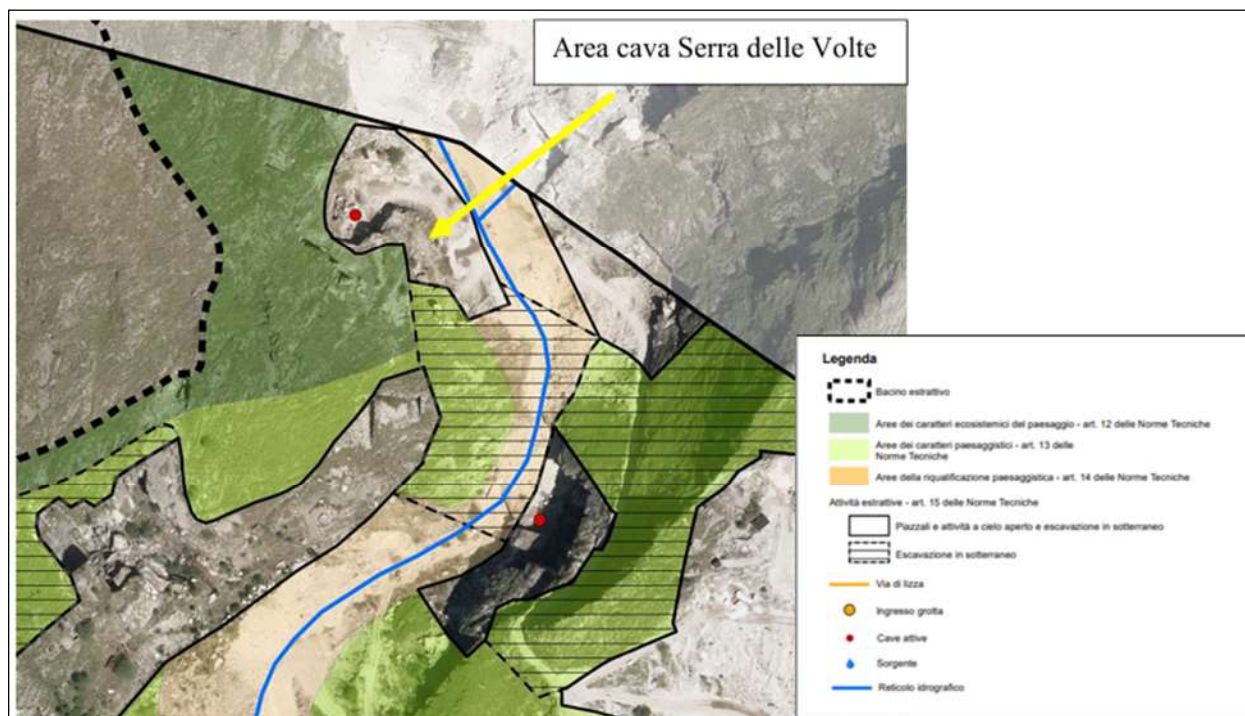 Area cava Serra delle Volte
Legenda
Bacino estrattivo
Aree dei caratteri ecosistemici del paesaggio - art. 12 delle Norme Tecniche
Aree dei caratteri paesaggistici - art. 13 delle
Norme Tecniche
Aree della riqualificazione paesaggistica - art. 14 delle Norme Tecniche
Attività estrattive - art. 15 delle Norme Tecniche
Piazzali e attività a cielo aperto e escavazione in sotterraneo
Escavazione in sotterraneo
Via di lizza
Ingresso grotta
Cave attive
Sorgente
Reticolo idrografico